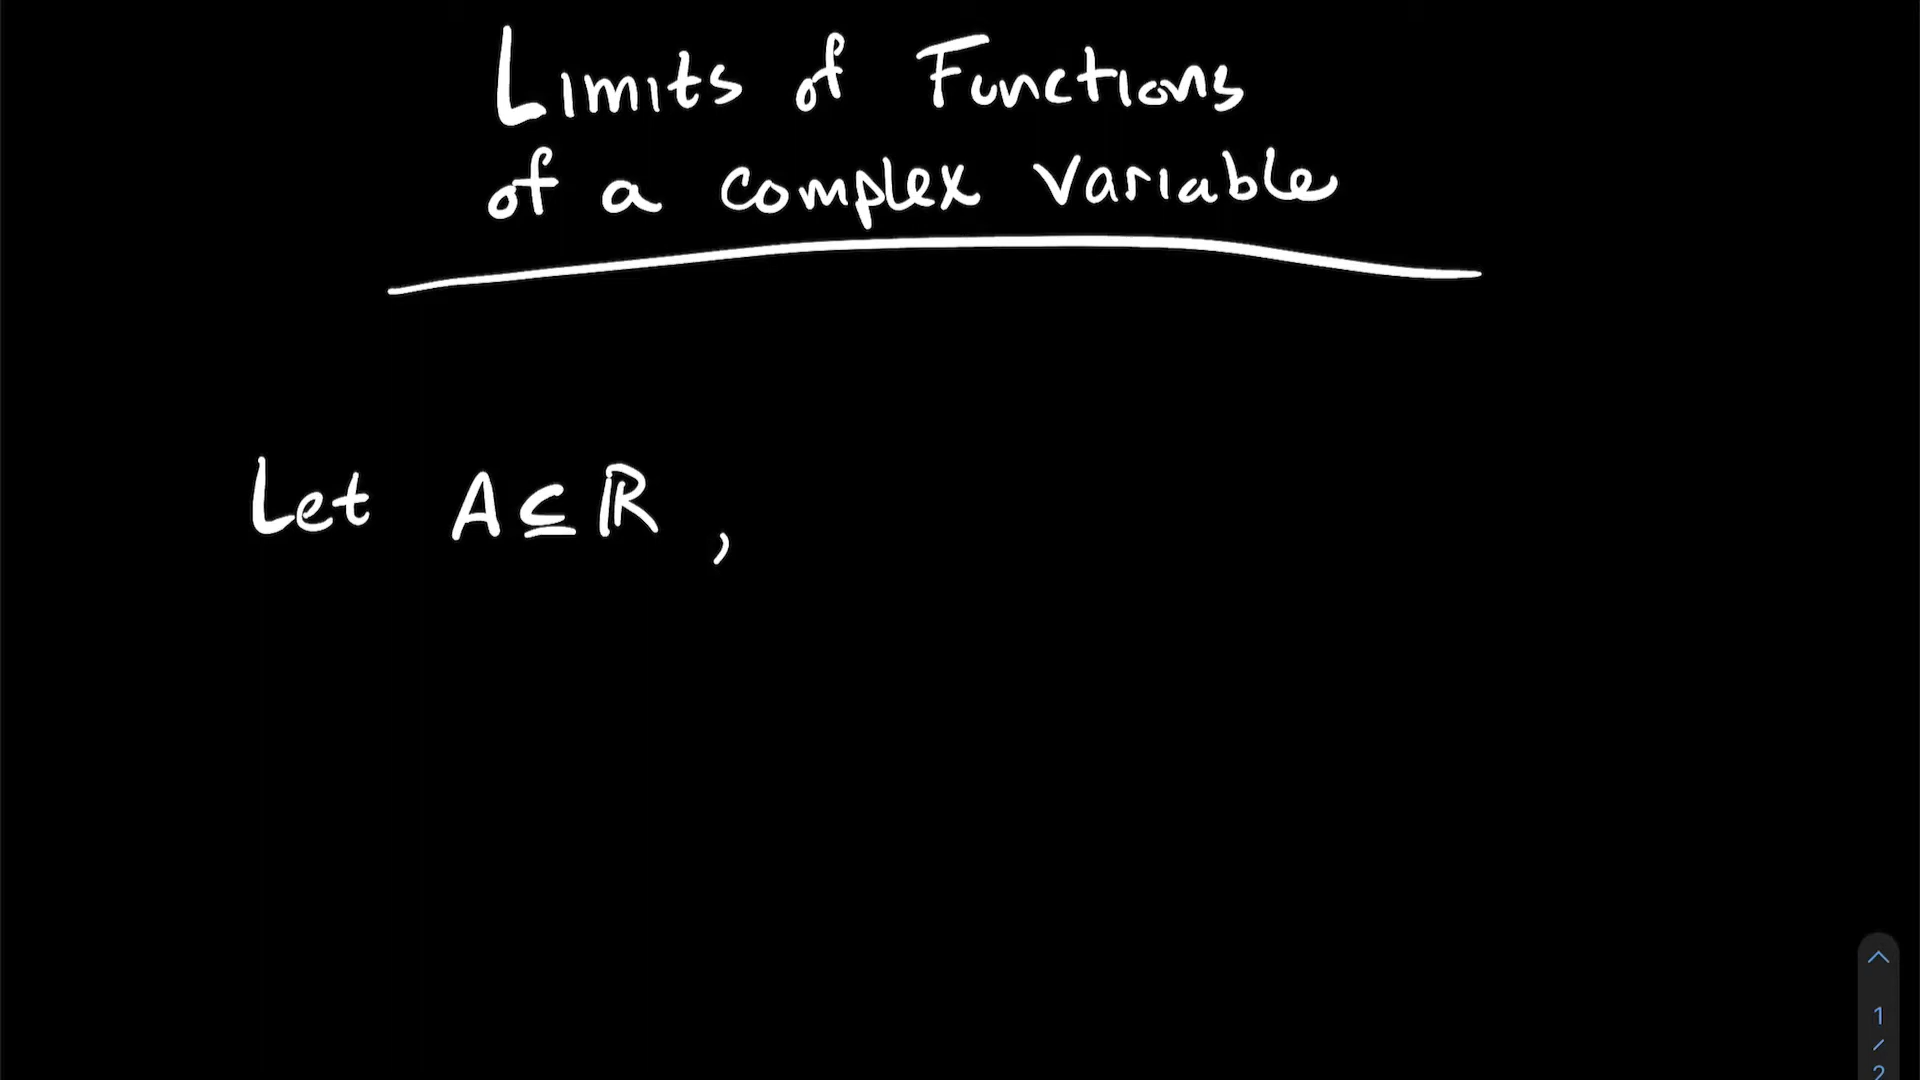 Limits of Functions
of a complex variable
Let A ⊆ ℝ ,
1
/
2